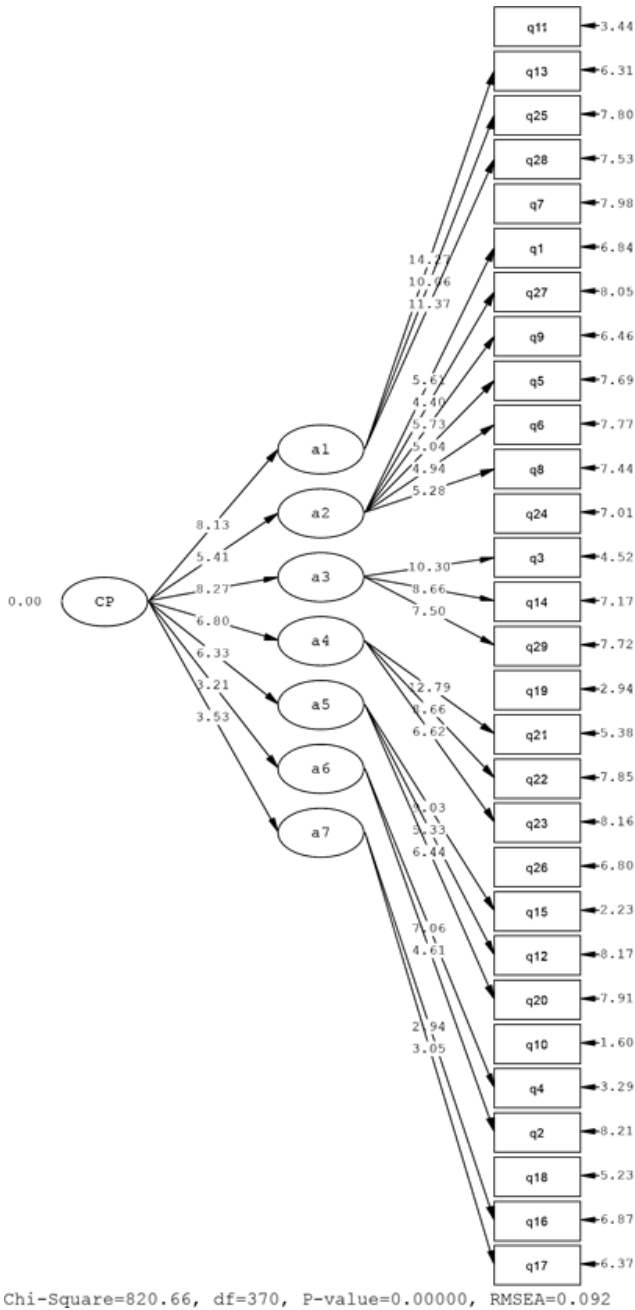 q11 3.44
q13 6.31
q25 7.80
q28 7.53
q7 7.98
q1 6.84
q27 8.05
q9 6.46
q5 7.69
q6 7.77
q8 7.44
q24 7.01
q3 4.52
q14 7.17
q29 7.72
q19 2.94
q21 5.38
q22 7.85
q23 8.16
q26 6.80
q15 2.23
q12 8.17
q20 7.91
q10 1.60
q4 3.29
q2 8.21
q18 5.23
q16 6.87
q17 6.37
14.27
10.06
11.37
5.61
4.40
5.73
5.04
4.94
5.28
10.30
8.66
7.50
12.79
8.66
6.62
9.03
5.33
6.44
7.06
4.61
2.94
3.05
a1
a2
a3
a4
a5
a6
a7
8.13
5.41
8.27
6.80
6.33
3.21
3.53
0.00 CP
Chi-Square=820.66, df=370, P-value=0.00000, RMSEA=0.092